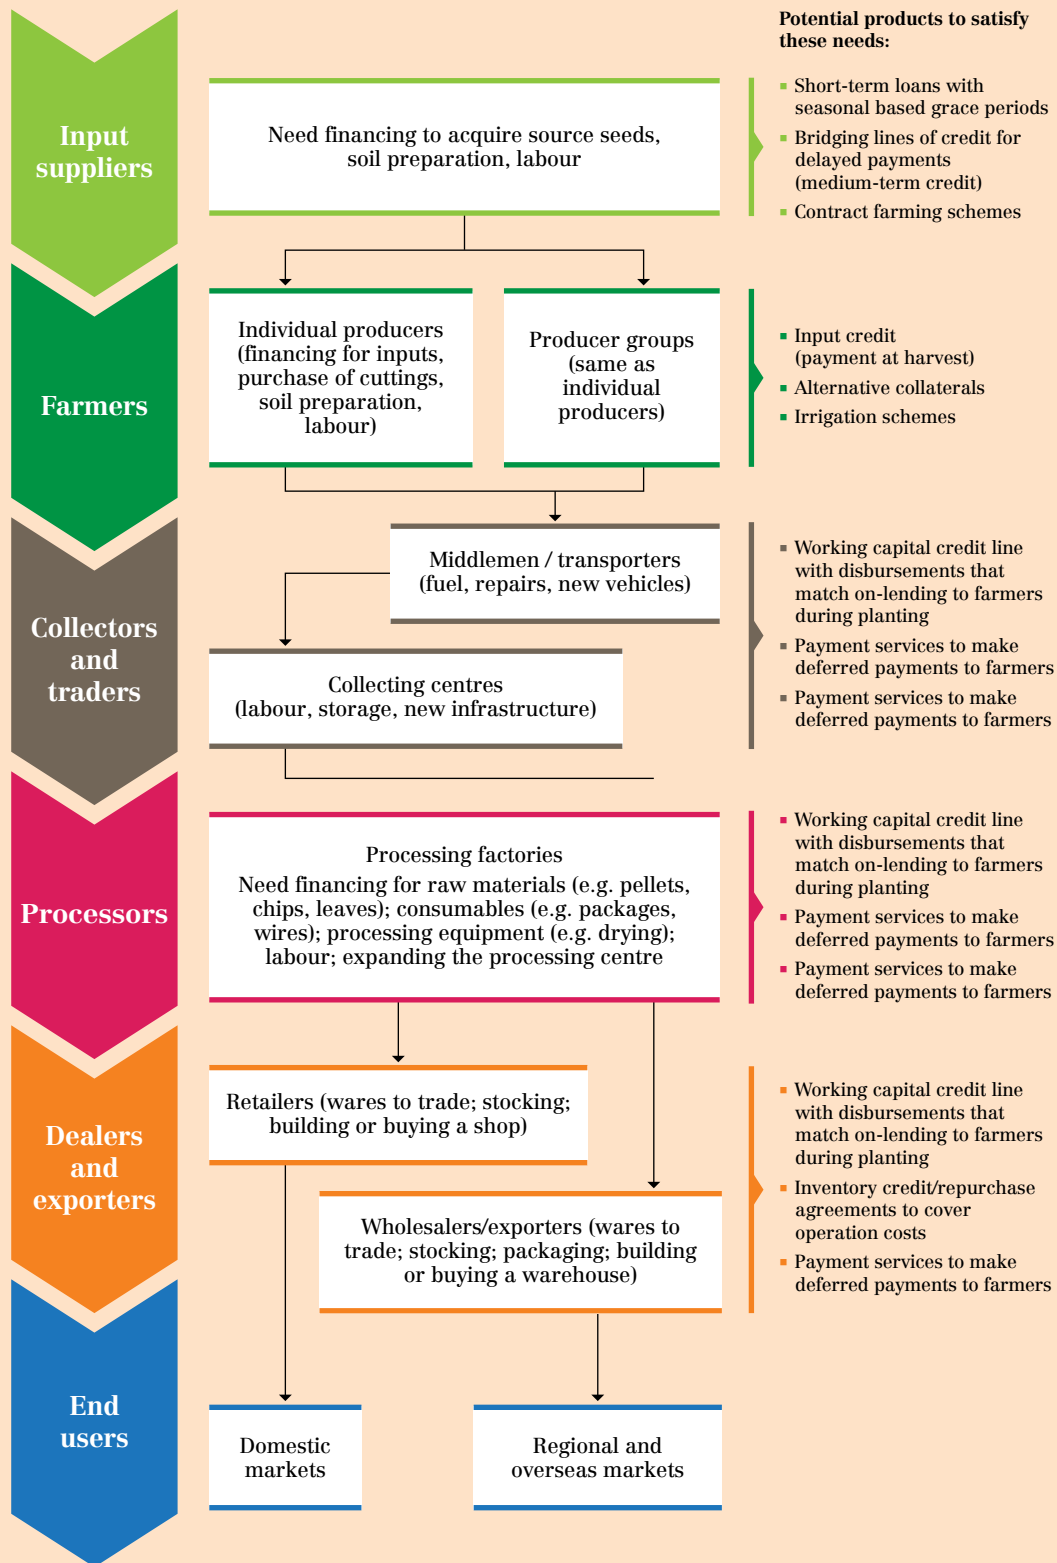 Potential products to satisfy
these needs:
Input
suppliers
Need financing to acquire source seeds,
soil preparation, labour
▪ Short-term loans with
seasonal based grace periods
▪ Bridging lines of credit for
delayed payments
(medium-term credit)
▪ Contract farming schemes
Farmers
Individual producers
(financing for inputs,
purchase of cuttings,
soil preparation,
labour)
Producer groups
(same as
individual
producers)
▪ Input credit
(payment at harvest)
▪ Alternative collaterals
▪ Irrigation schemes
Collectors
and
traders
Middlemen / transporters
(fuel, repairs, new vehicles)
Collecting centres
(labour, storage, new infrastructure)
▪ Working capital credit line
with disbursements that
match on-lending to farmers
during planting
▪ Payment services to make
deferred payments to farmers
▪ Payment services to make
deferred payments to farmers
Processors
Processing factories
Need financing for raw materials (e.g. pellets,
chips, leaves); consumables (e.g. packages,
wires); processing equipment (e.g. drying);
labour; expanding the processing centre
▪ Working capital credit line
with disbursements that
match on-lending to farmers
during planting
▪ Payment services to make
deferred payments to farmers
▪ Payment services to make
deferred payments to farmers
Dealers
and
exporters
Retailers (wares to trade; stocking;
building or buying a shop)
Wholesalers/exporters (wares to
trade; stocking; packaging; building
or buying a warehouse)
▪ Working capital credit line
with disbursements that
match on-lending to farmers
during planting
▪ Inventory credit/repurchase
agreements to cover
operation costs
▪ Payment services to make
deferred payments to farmers
End
users
Domestic
markets
Regional and
overseas markets